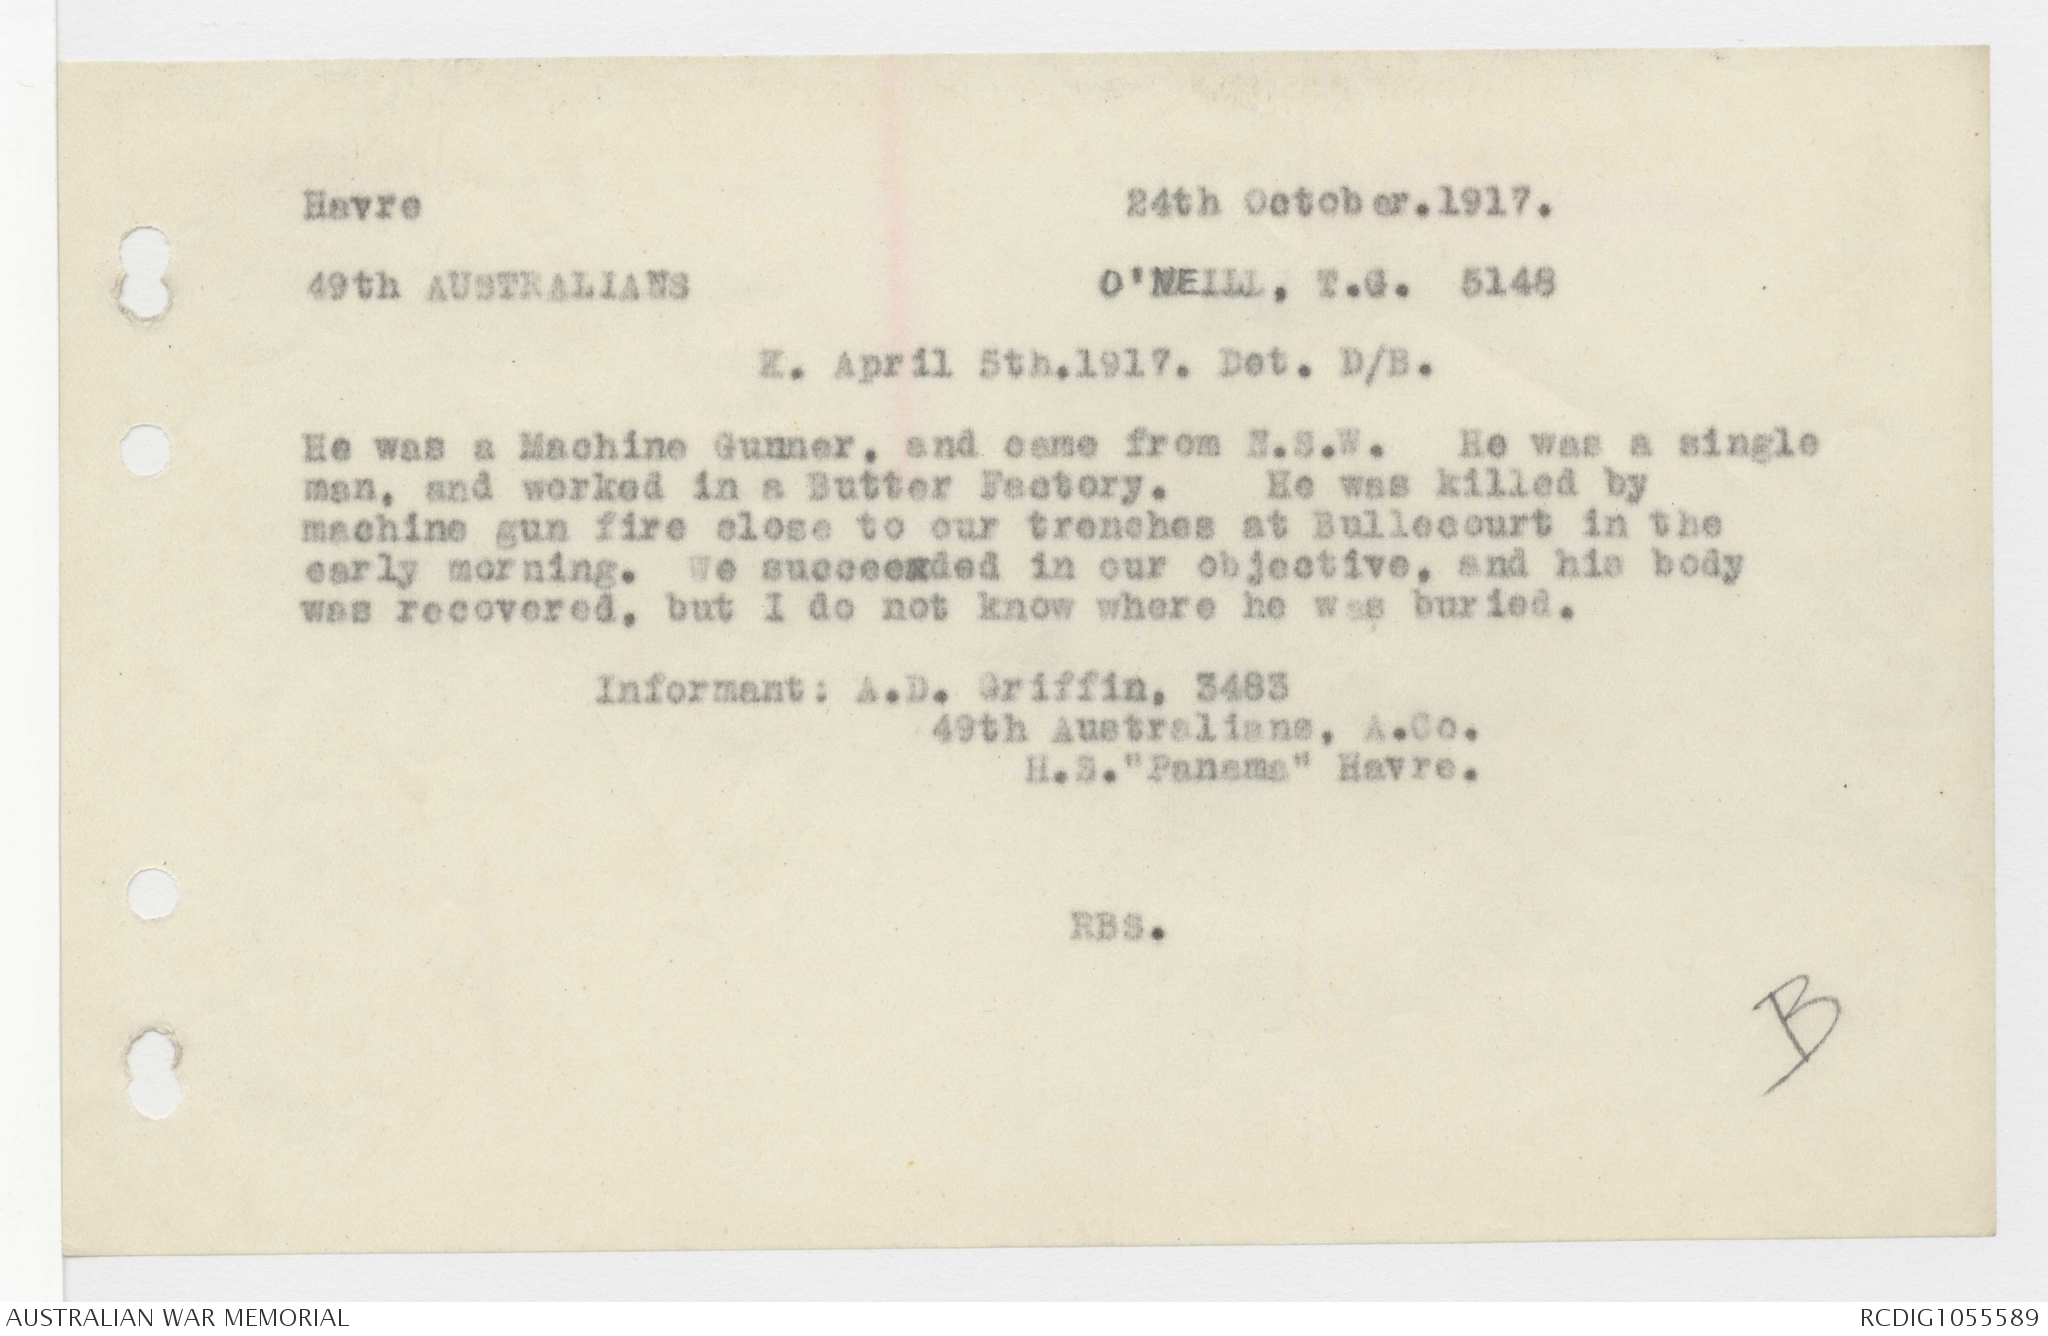 Havre 24th October.1917.
49th AUSTRALIANS O'NEILL, T.G. 5148
K. April 5th.1917. Det. D/B.
He was a Machine Gunner, and came from N.S.W. He was a single
man, and worked in a Butter Factory. He was killed by
machine gun fire close to our trenches at Bullecourt in the
early morning. We succeexded in our objective, and his body
was recovered, but I do not know where he was buried.
Informant: A.D. Griffin, 3483
49th Australians, A.Co.
H.S."Panama" Havre.
RBS.
B
AUSTRALIAN WAR MEMORIAL RCDIG1055589